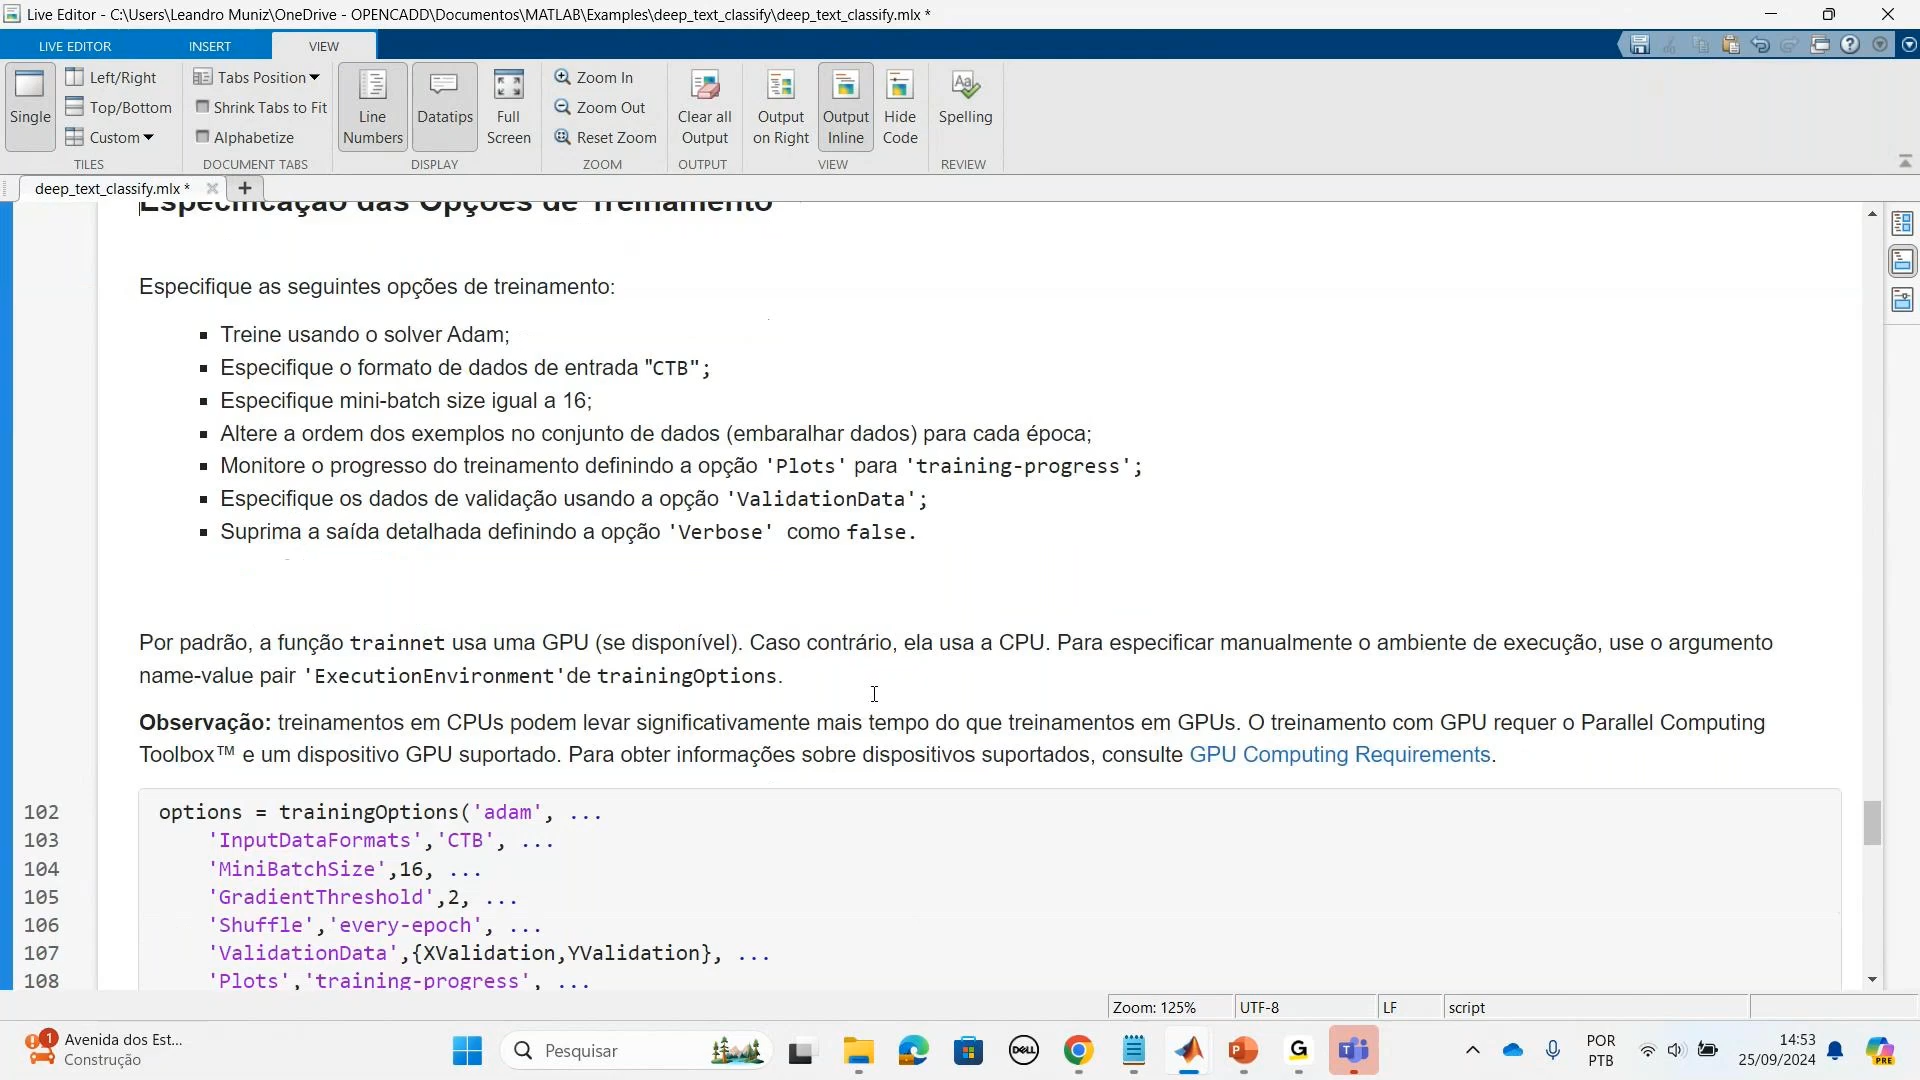 Live Editor - C:\Users\Leandro Muniz\OneDrive - OPENCADD\Documentos\MATLAB\Examples\deep_text_classify\deep_text_classify.mlx *
LIVE EDITOR INSERT VIEW
Single
Left/Right
Top/Bottom
Custom
TILES
Tabs Position
Shrink Tabs to Fit
Alphabetize
DOCUMENT TABS
Line Numbers
Datatips
Full Screen
DISPLAY
Zoom In
Zoom Out
Reset Zoom
ZOOM
Clear all Output
OUTPUT
Output on Right
Output Inline
Hide Code
VIEW
Spelling
REVIEW
deep_text_classify.mlx *
Especificação das Opções de Treinamento
Especifique as seguintes opções de treinamento:
Treine usando o solver Adam;
Especifique o formato de dados de entrada "CTB";
Especifique mini-batch size igual a 16;
Altere a ordem dos exemplos no conjunto de dados (embaralhar dados) para cada época;
Monitore o progresso do treinamento definindo a opção 'Plots' para 'training-progress';
Especifique os dados de validação usando a opção 'ValidationData';
Suprima a saída detalhada definindo a opção 'Verbose' como false.
Por padrão, a função trainnet usa uma GPU (se disponível). Caso contrário, ela usa a CPU. Para especificar manualmente o ambiente de execução, use o argumento
name-value pair 'ExecutionEnvironment'de trainingOptions.
Observação: treinamentos em CPUs podem levar significativamente mais tempo do que treinamentos em GPUs. O treinamento com GPU requer o Parallel Computing
Toolbox™ e um dispositivo GPU suportado. Para obter informações sobre dispositivos suportados, consulte GPU Computing Requirements.
102 options = trainingOptions('adam', ...
103 'InputDataFormats','CTB', ...
104 'MiniBatchSize',16, ...
105 'GradientThreshold',2, ...
106 'Shuffle','every-epoch', ...
107 'ValidationData',{XValidation,YValidation}, ...
108 'Plots','training-progress', ...
Zoom: 125% UTF-8 LF script
1
Avenida dos Est...
Construção
Pesquisar
DELL
G
POR
PTB
14:53
25/09/2024
PRE